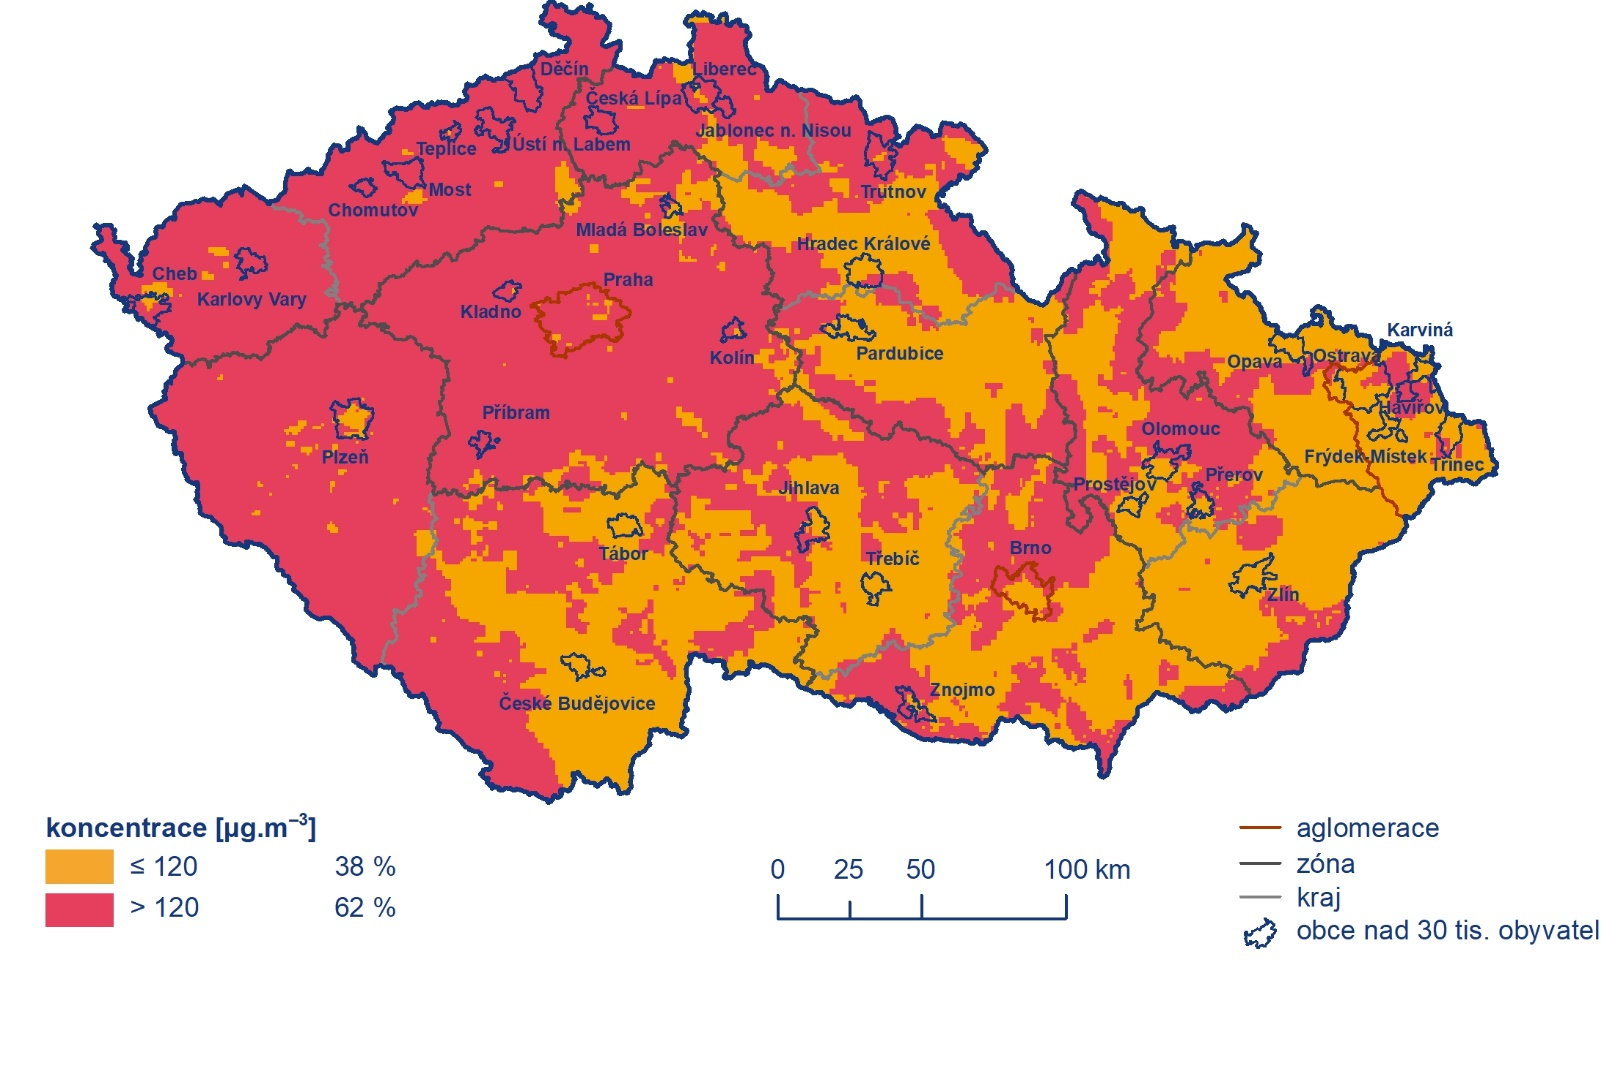 Děčín
Liberec
Česká Lípa
Jablonec n. Nisou
Teplice
Ústí n. Labem
Most
Chomutov
Trutnov
Mladá Boleslav
Hradec Králové
Cheb
Karlovy Vary
Praha
Kladno
Kolín
Pardubice
Karviná
Opava
Ostrava
Havířov
Příbram
Olomouc
Plzeň
Frýdek-Místek
Třinec
Přerov
Prostějov
Jihlava
Tábor
Třebíč
Brno
Zlín
České Budějovice
Znojmo
koncentrace [µg.m⁻³]
≤ 120 38 %
> 120 62 %
0 25 50 100 km
aglomerace
zóna
kraj
obce nad 30 tis. obyvatel